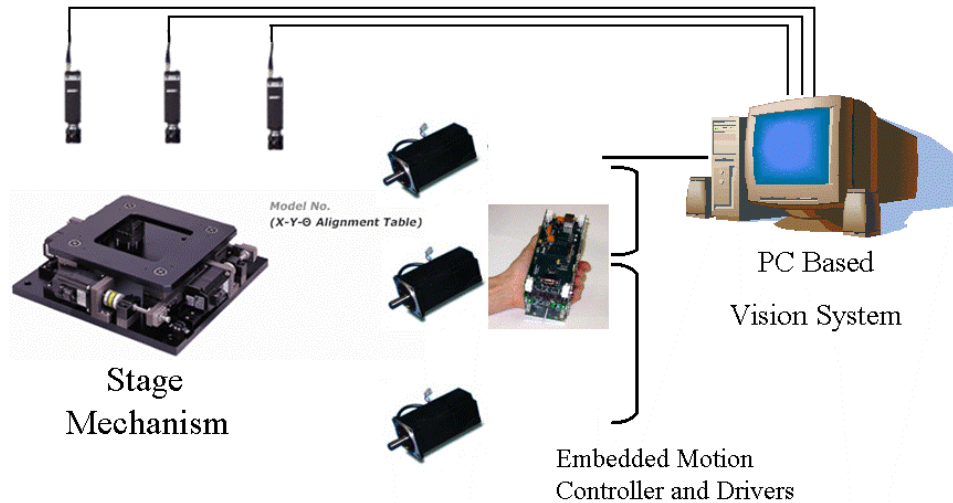 Model No.
(X-Y-Θ Alignment Table)
PC Based
Vision System
Stage
Mechanism
Embedded Motion
Controller and Drivers